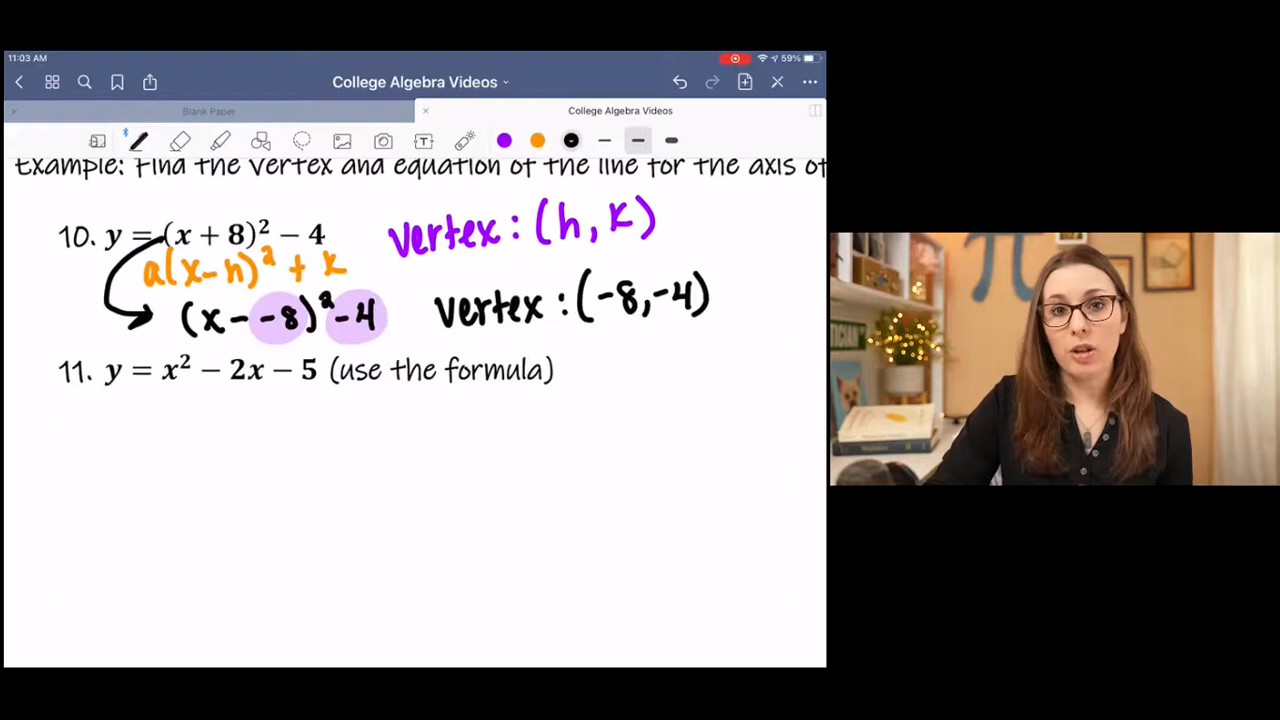 11:03 AM
59%
College Algebra Videos
Blank Paper
College Algebra Videos
Example: Find the vertex and equation of the line for the axis of
10. y = (x + 8)² − 4
vertex: (h, k)
a(x-h)² + k
(x - -8)² - 4
vertex: (-8, -4)
11. y = x² − 2x − 5 (use the formula)